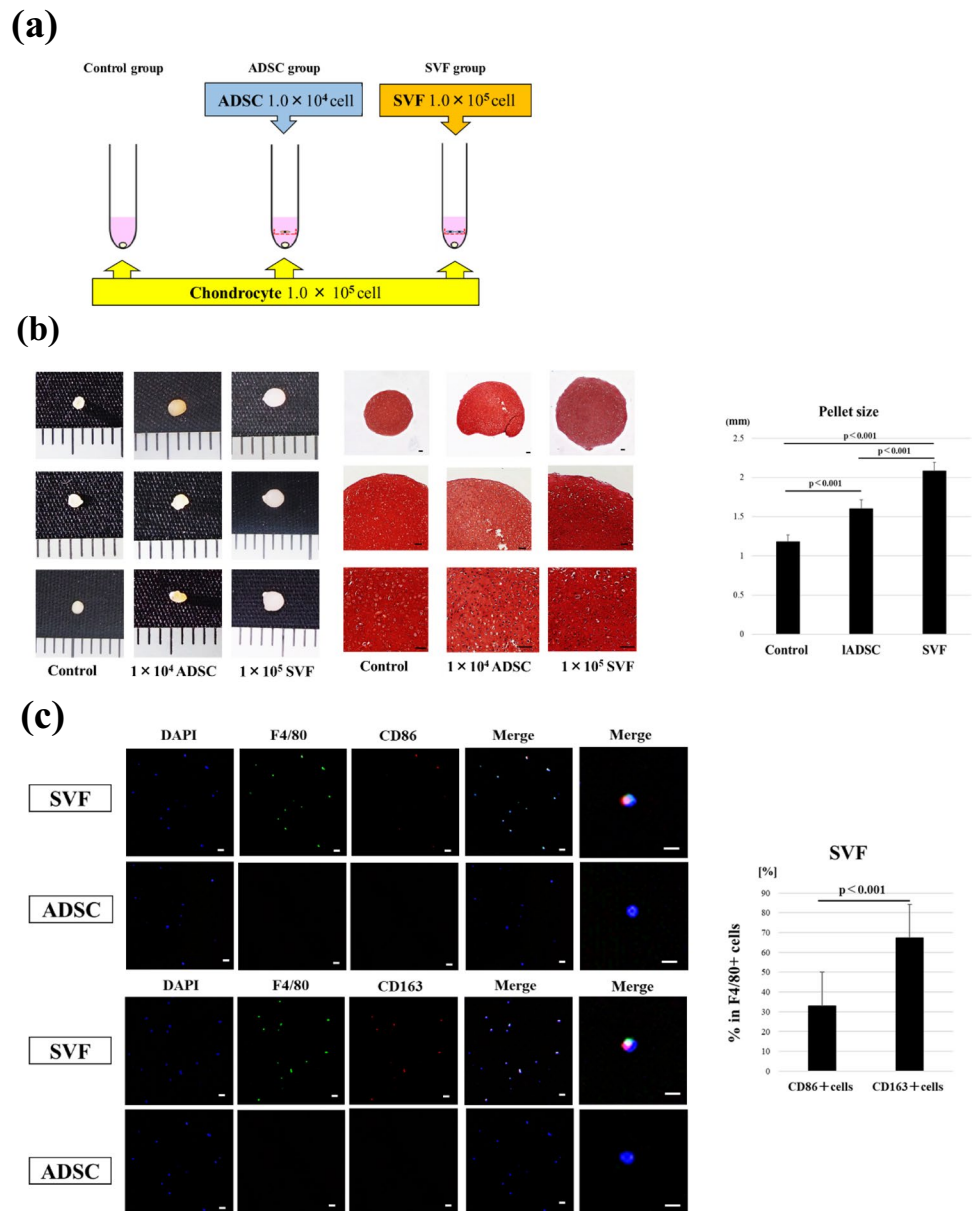 (a)
Control group
ADSC group
SVF group
ADSC 1.0 × 10⁴ cell
SVF 1.0 × 10⁵ cell
Chondrocyte 1.0 × 10⁵ cell
(b)
Control
1 × 10⁴ ADSC
1 × 10⁵ SVF
Control
1 × 10⁴ ADSC
1 × 10⁵ SVF
Pellet size
(mm)
2.5
2
1.5
1
0.5
0
p<0.001
p<0.001
p<0.001
Control
lADSC
SVF
(c)
DAPI
F4/80
CD86
Merge
Merge
SVF
ADSC
DAPI
F4/80
CD163
Merge
Merge
SVF
ADSC
SVF
[%]
% in F4/80+ cells
90
80
70
60
50
40
30
20
10
0
p<0.001
CD86+cells
CD163+cells